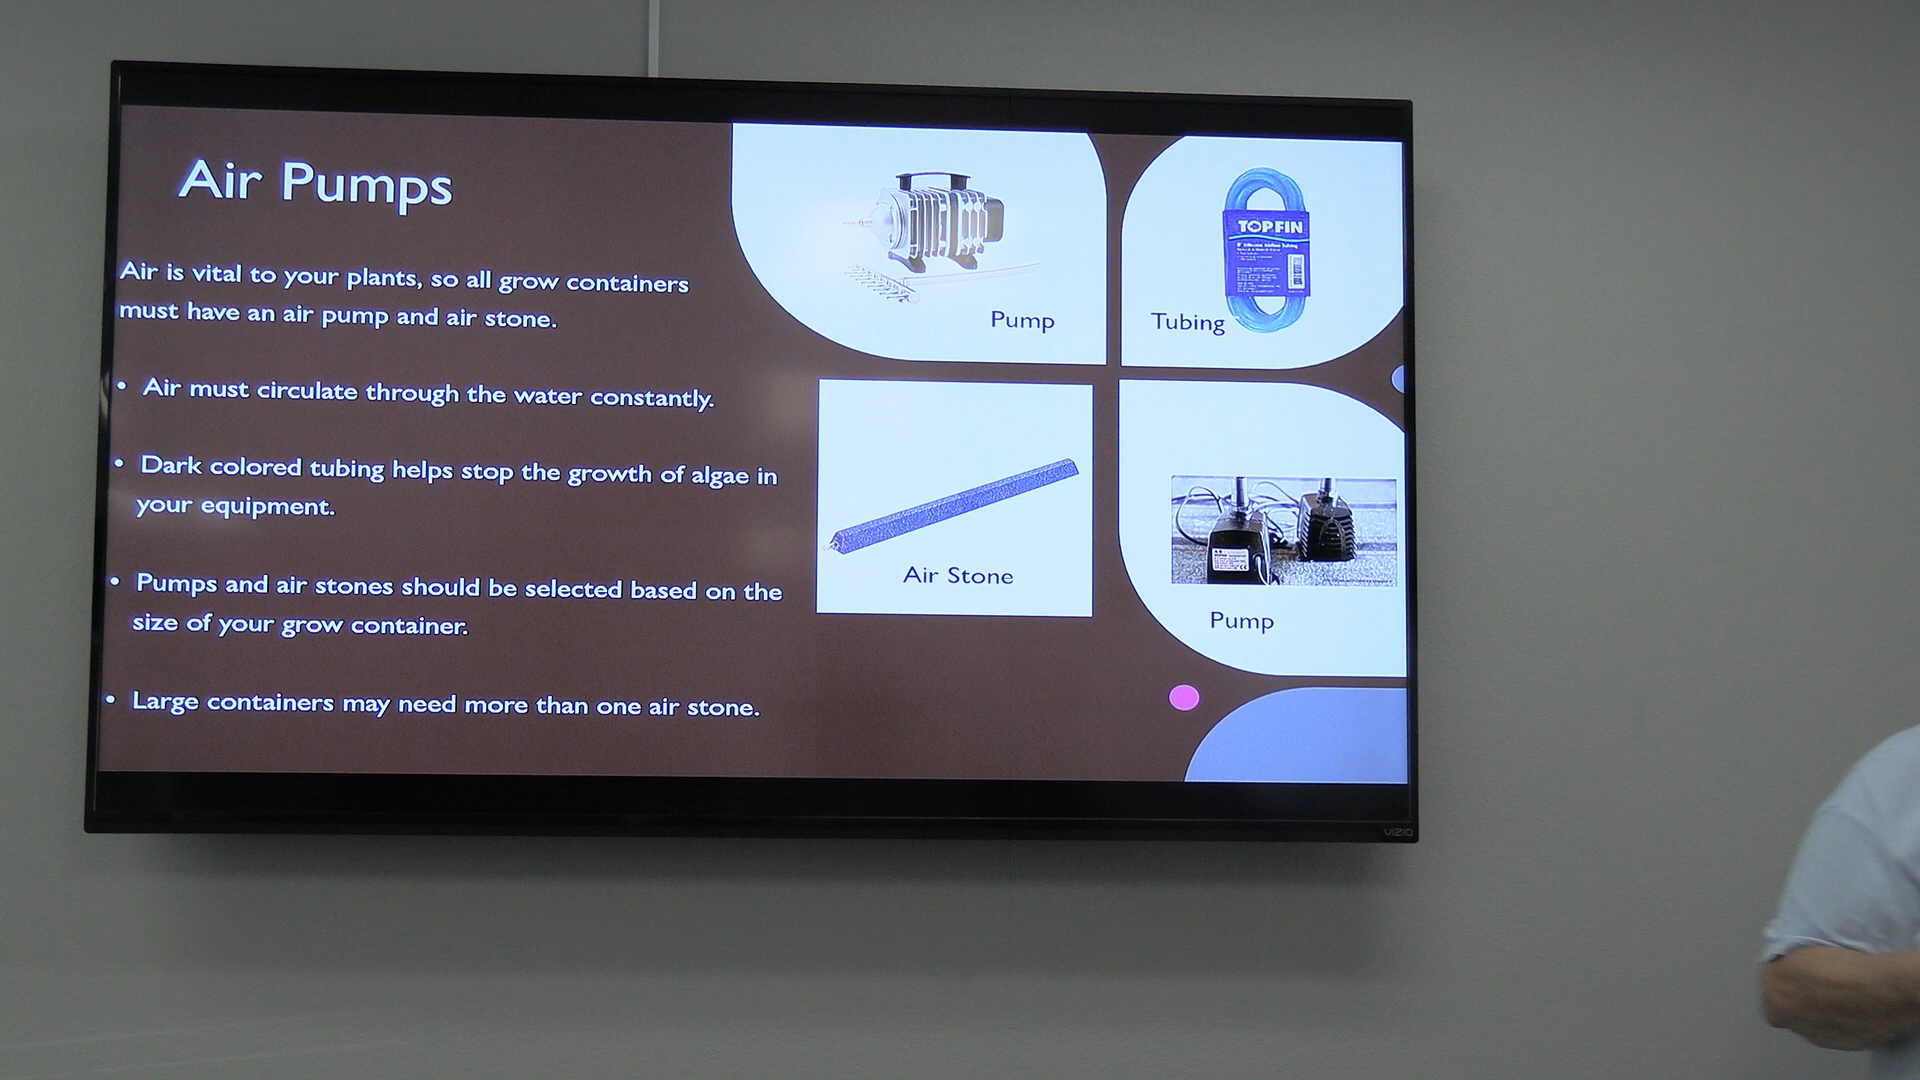 Air Pumps
Air is vital to your plants, so all grow containers
must have an air pump and air stone.
• Air must circulate through the water constantly.
• Dark colored tubing helps stop the growth of algae in
your equipment.
• Pumps and air stones should be selected based on the
size of your grow container.
• Large containers may need more than one air stone.
Pump
TOPFIN
Tubing
Air Stone
Pump
VIZIO